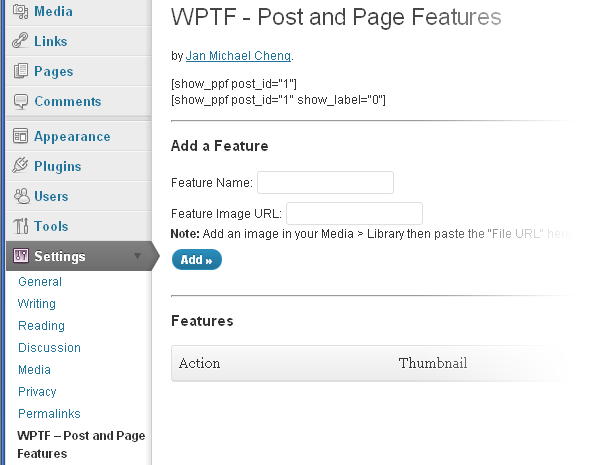 Media
Links
Pages
Comments
Appearance
Plugins
Users
Tools
Settings
General
Writing
Reading
Discussion
Media
Privacy
Permalinks
WPTF – Post and Page
Features
WPTF - Post and Page Features
by Jan Michael Cheng.
[show_ppf post_id="1"]
[show_ppf post_id="1" show_label="0"]
Add a Feature
Feature Name:
Feature Image URL:
Note: Add an image in your Media > Library then paste the "File URL" here
Add »
Features
Action Thumbnail